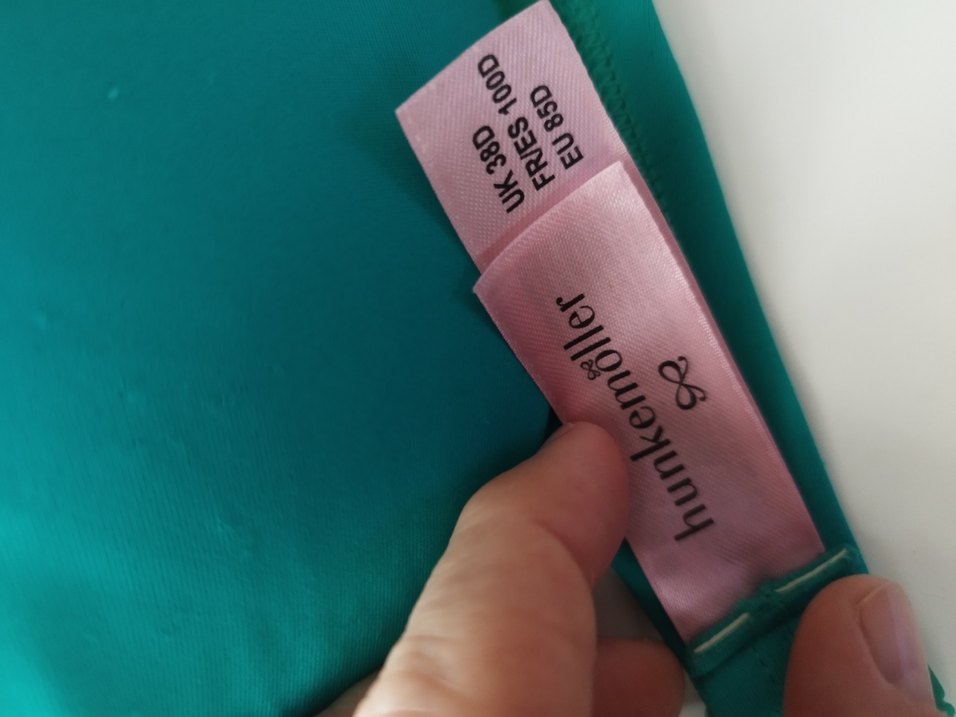 UK 38D
FR/ES 100D
EU 85D
hunkemöller